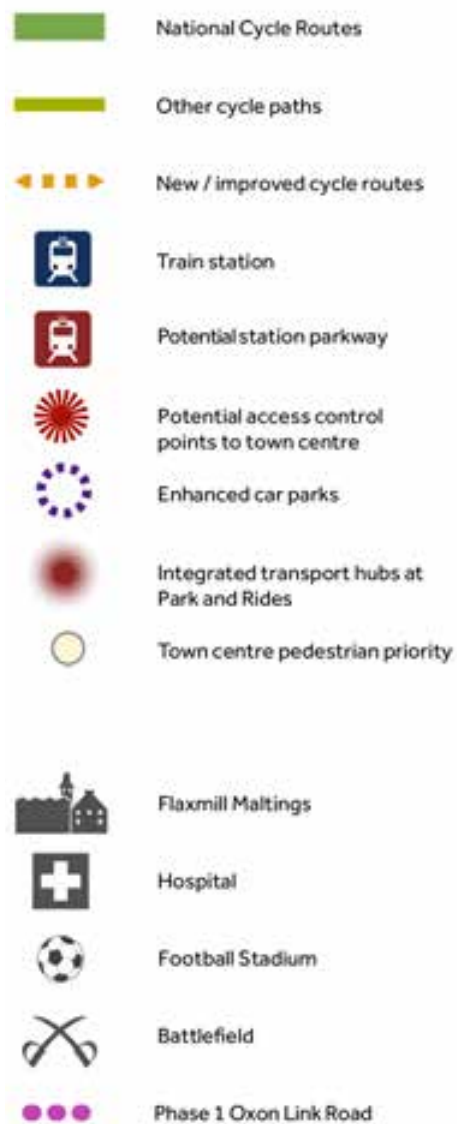 National Cycle Routes
Other cycle paths
New / improved cycle routes
Train station
Potential station parkway
Potential access control
points to town centre
Enhanced car parks
Integrated transport hubs at
Park and Rides
Town centre pedestrian priority
Flaxmill Maltings
Hospital
Football Stadium
Battlefield
Phase 1 Oxon Link Road